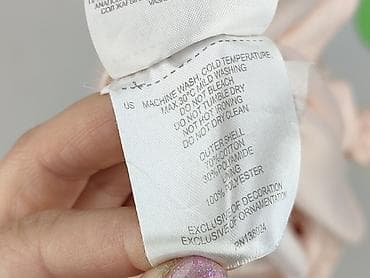 US MACHINE WASH, COLD TEMPERATURE
MAX 30°C MILD WASHING
DO NOT BLEACH
DO NOT TUMBLE DRY
NOT IRONING
DO NOT DRY CLEAN
OUTER SHELL
70% COTTON
30% POLYAMIDE
LINING
100% POLYESTER
EXCLUSIVE OF DECORATION
EXCLUSIVE OF ORNAMENTATION
RN138024